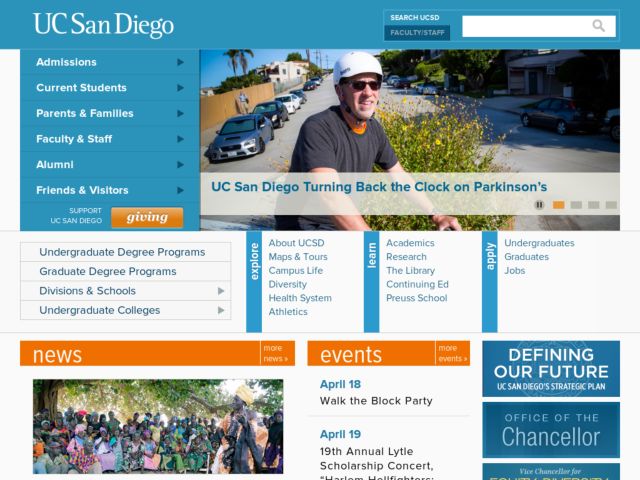 UC San Diego
SEARCH UCSD
FACULTY/STAFF
Admissions
Current Students
Parents & Families
Faculty & Staff
Alumni
Friends & Visitors
SUPPORT
UC SAN DIEGO
giving
UC San Diego Turning Back the Clock on Parkinson's
Undergraduate Degree Programs
Graduate Degree Programs
Divisions & Schools
Undergraduate Colleges
explore
About UCSD
Maps & Tours
Campus Life
Diversity
Health System
Athletics
learn
Academics
Research
The Library
Continuing Ed
Preuss School
apply
Undergraduates
Graduates
Jobs
news
more
news »
events
more
events »
April 18
Walk the Block Party
April 19
19th Annual Lytle
Scholarship Concert,
"Harlem Hellfighters:
DEFINING
OUR FUTURE
UC SAN DIEGO'S STRATEGIC PLAN
OFFICE OF THE
Chancellor
Vice Chancellor for
EQUITY, DIVERSITY